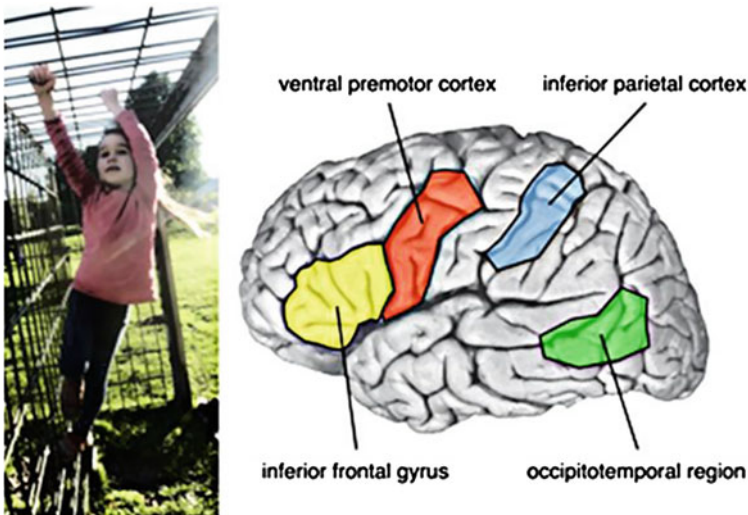 ventral premotor cortex
inferior parietal cortex
inferior frontal gyrus
occipitotemporal region